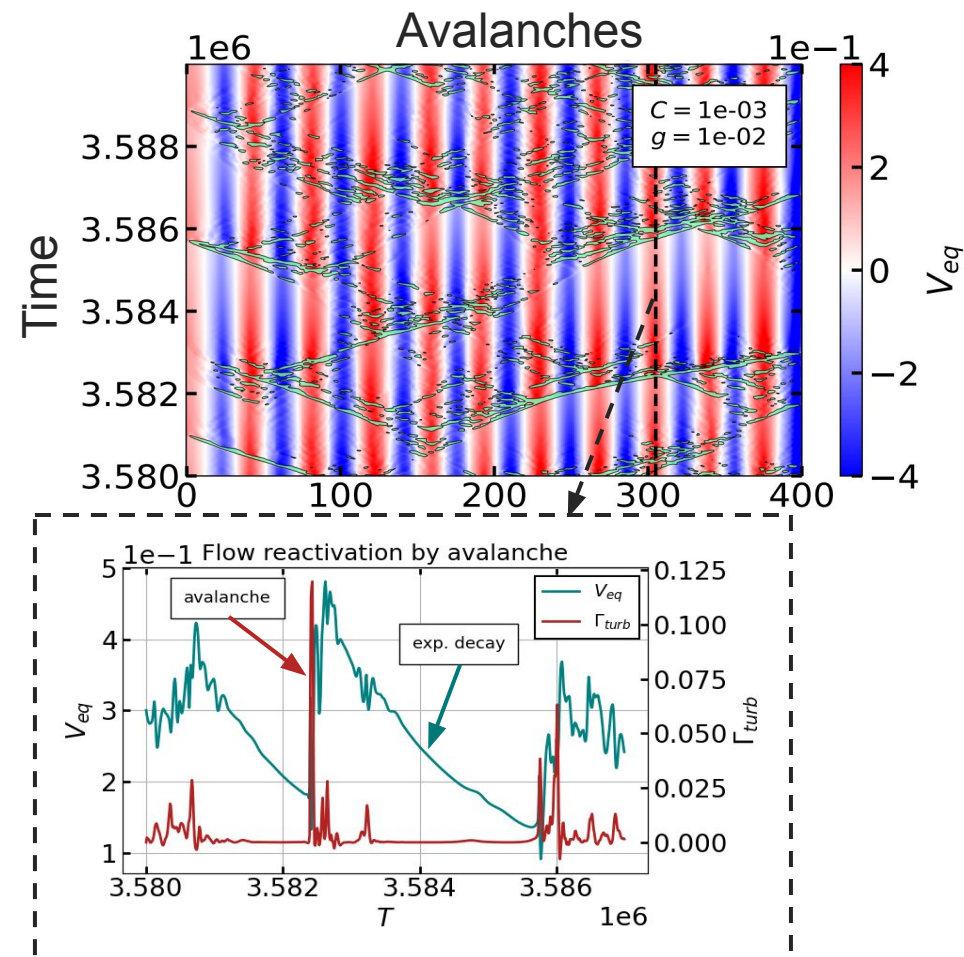 Avalanches
1e6
1e−1
C = 1e-03
g = 1e-02
Time
3.588
3.586
3.584
3.582
3.580
0 100 200 300 400
4
2
0
−2
−4
V_eq
1e−1 Flow reactivation by avalanche
avalanche
exp. decay
V_eq
Γ_turb
5
4
3
2
1
V_eq
0.125
0.100
0.075
0.050
0.025
0.000
Γ_turb
3.580 3.582 3.584 3.586
T
1e6